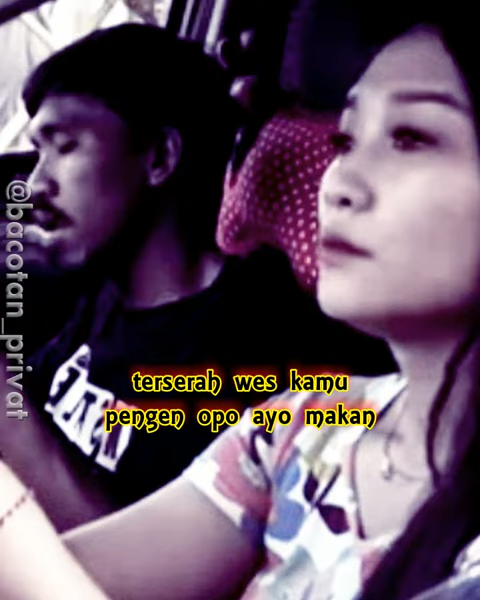 @bacotan_privat
terserah wes kamu
pengen opo ayo makan